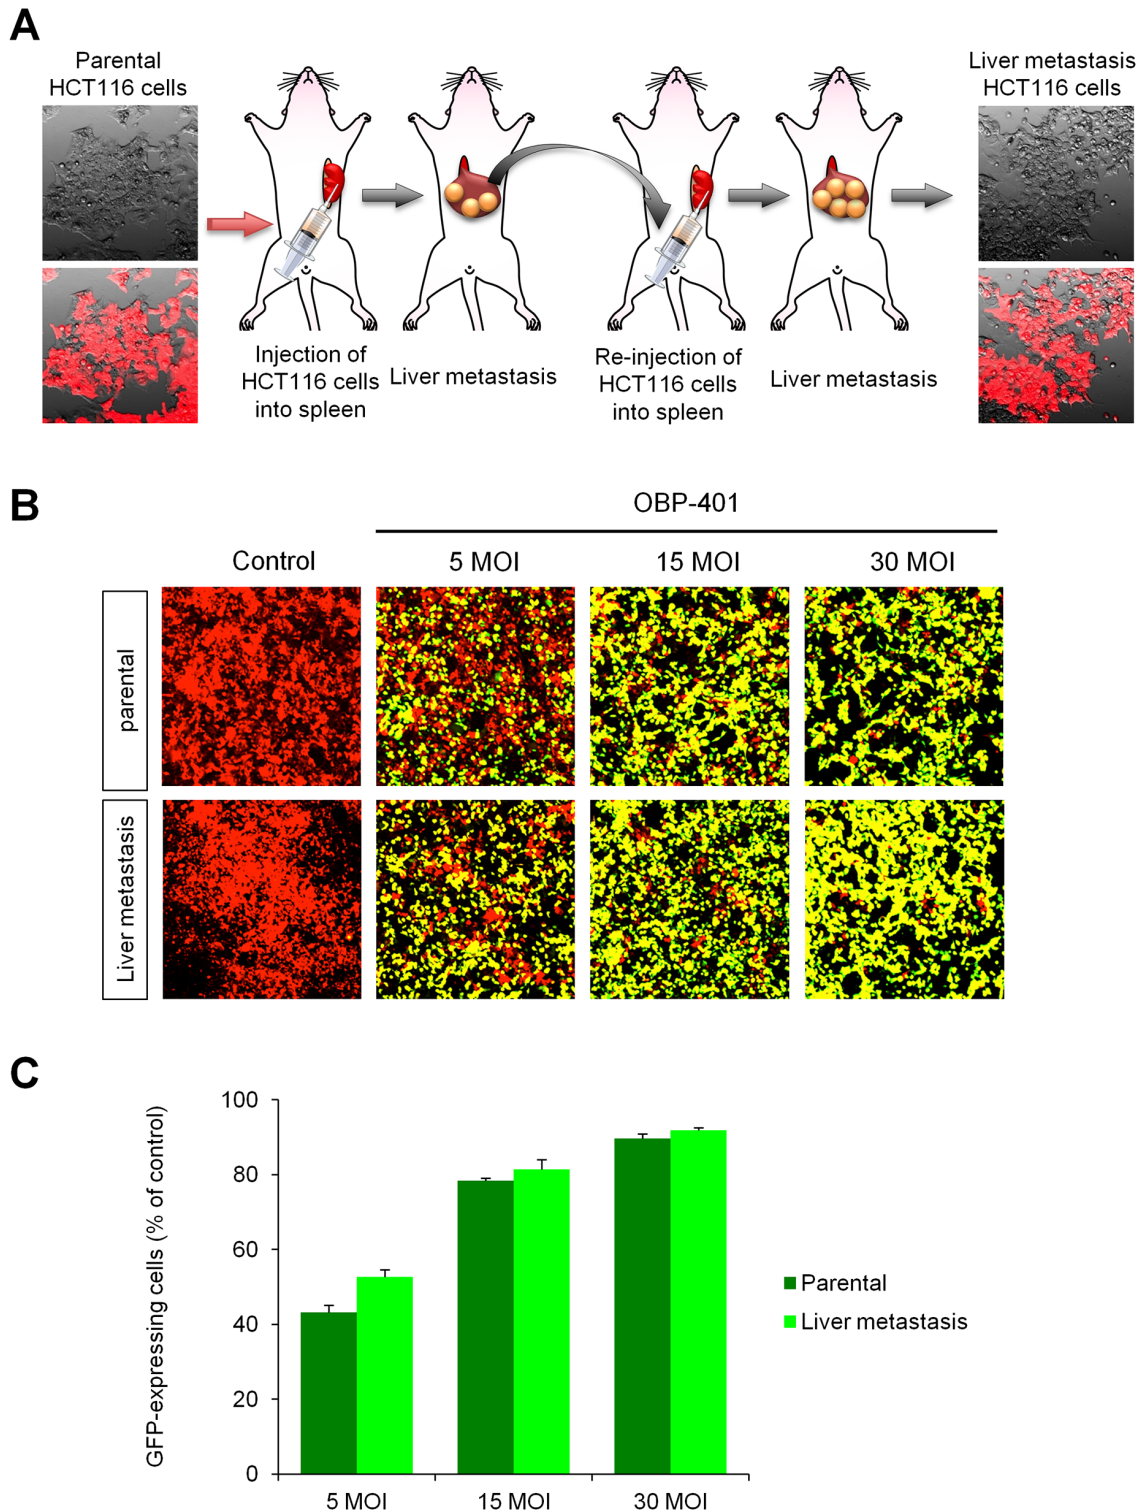 A
Parental
HCT116 cells
Liver metastasis
HCT116 cells
Injection of
HCT116 cells
into spleen
Liver metastasis
Re-injection of
HCT116 cells
into spleen
Liver metastasis
B
OBP-401
Control
5 MOI
15 MOI
30 MOI
parental
Liver metastasis
C
GFP-expressing cells (% of control)
100
80
60
40
20
0
5 MOI
15 MOI
30 MOI
Parental
Liver metastasis